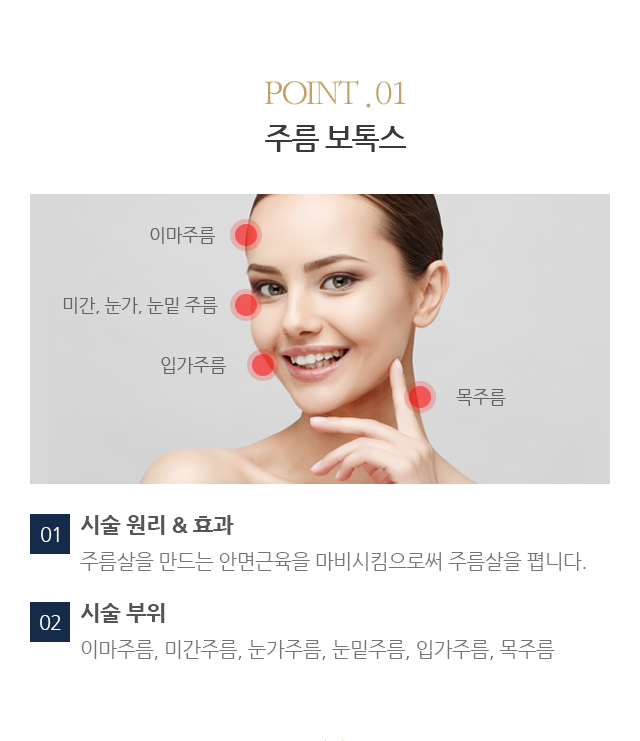 POINT .01
주름 보톡스
이마주름
미간, 눈가, 눈밑 주름
입가주름
목주름
01 시술 원리 & 효과
주름살을 만드는 안면근육을 마비시킴으로써 주름살을 폅니다.
02 시술 부위
이마주름, 미간주름, 눈가주름, 눈밑주름, 입가주름, 목주름